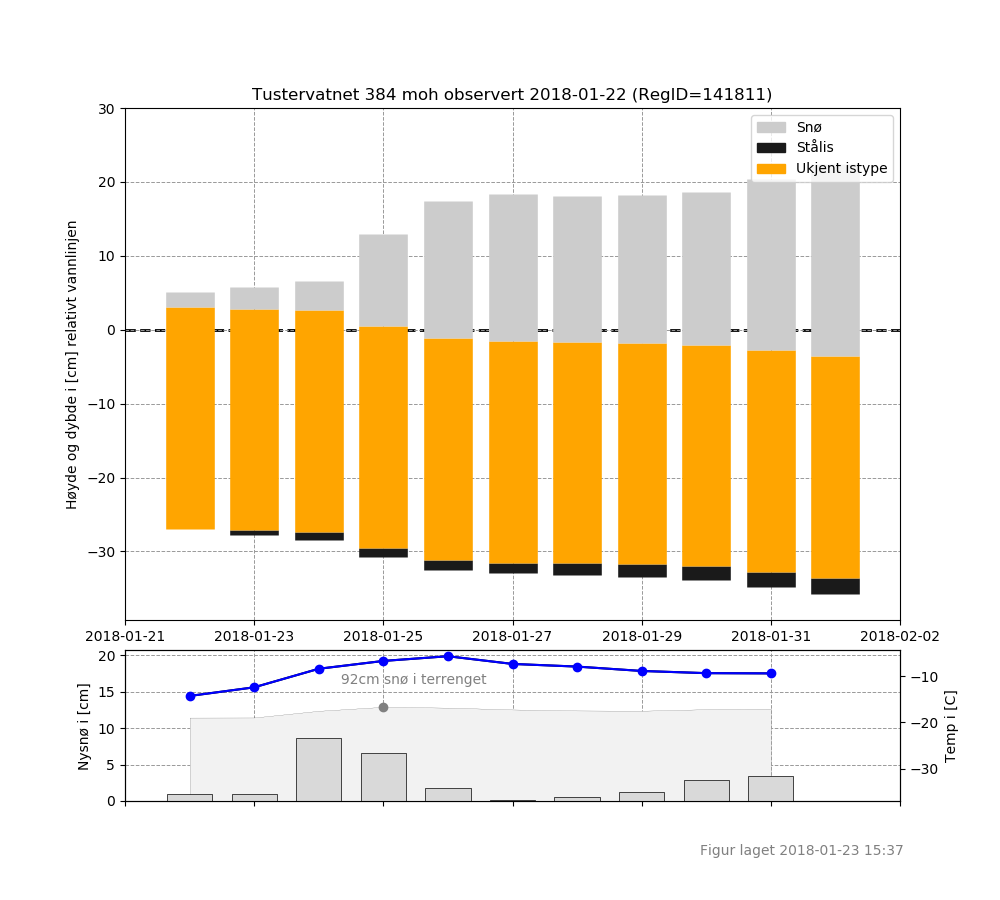 Tustervatnet 384 moh observert 2018-01-22 (RegID=141811)
30
20
10
0
−10
−20
−30
Høyde og dybde i [cm] relativt vannlinjen
Snø
Stålis
Ukjent istype
2018-01-21
2018-01-23
2018-01-25
2018-01-27
2018-01-29
2018-01-31
2018-02-02
20
15
10
5
0
Nysnø i [cm]
92cm snø i terrenget
−10
−20
−30
Temp i [C]
Figur laget 2018-01-23 15:37